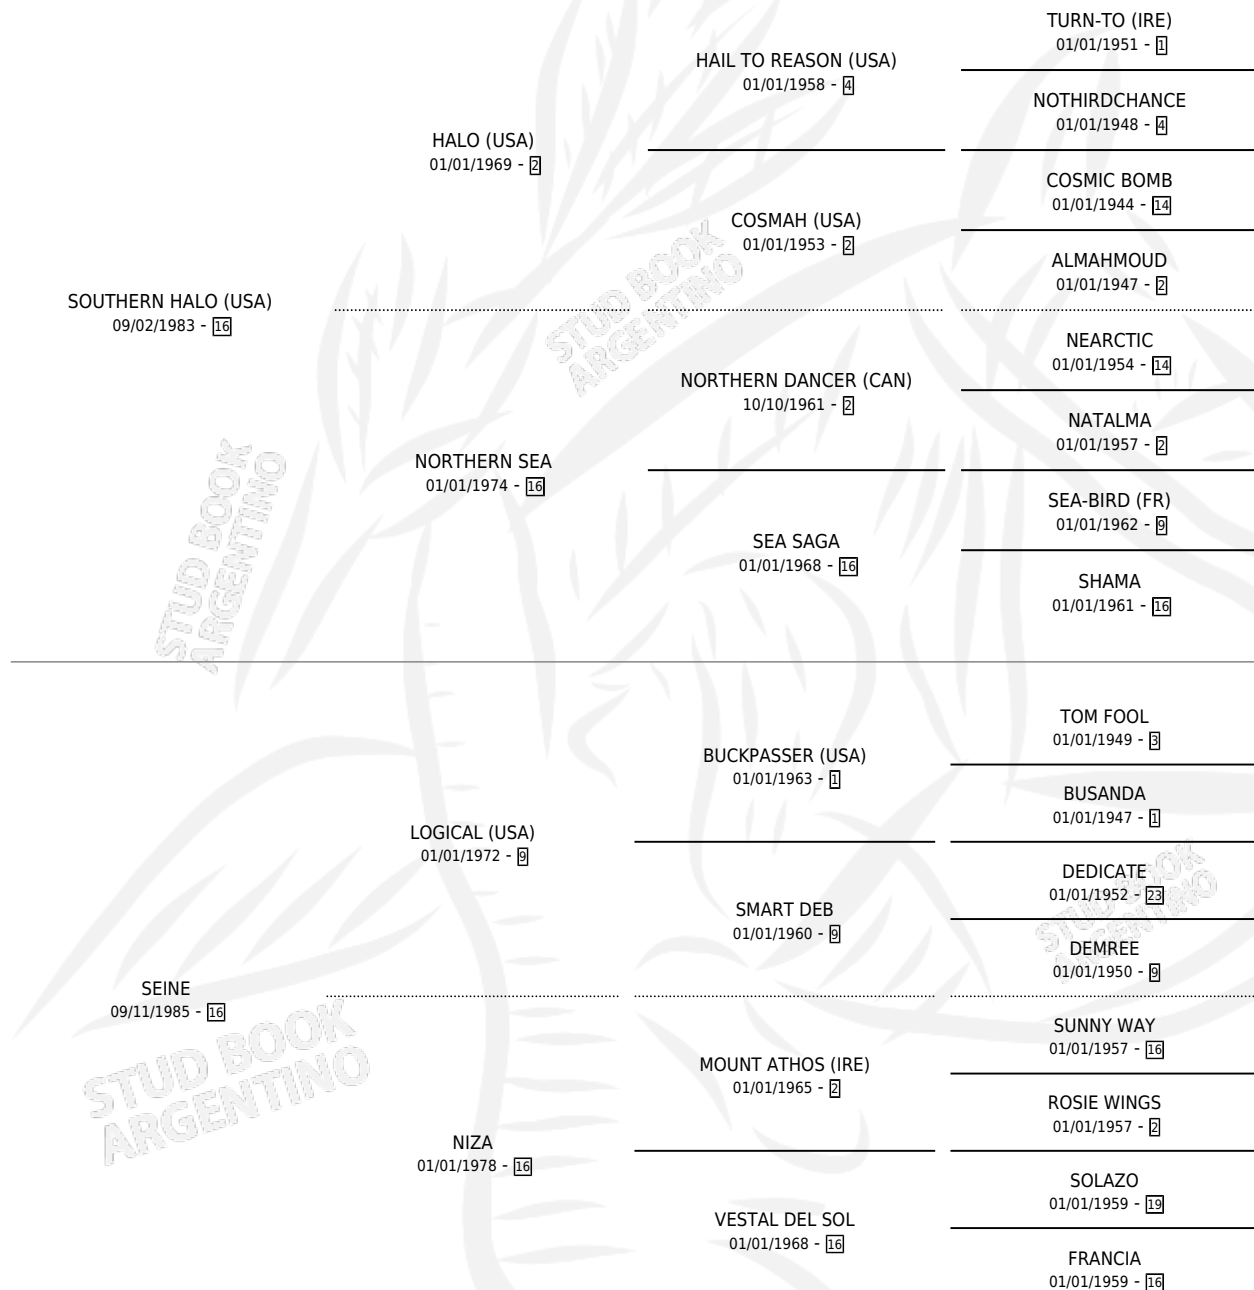 TURN-TO (IRE)
01/01/1951 - 1
HAIL TO REASON (USA)
01/01/1958 - 4
NOTHIRDCHANCE
01/01/1948 - 4
HALO (USA)
01/01/1969 - 2
COSMIC BOMB
01/01/1944 - 14
COSMAH (USA)
01/01/1953 - 2
ALMAHMOUD
01/01/1947 - 2
SOUTHERN HALO (USA)
09/02/1983 - 16
NEARCTIC
01/01/1954 - 14
NORTHERN DANCER (CAN)
10/10/1961 - 2
NATALMA
01/01/1957 - 2
NORTHERN SEA
01/01/1974 - 16
SEA-BIRD (FR)
01/01/1962 - 9
SEA SAGA
01/01/1968 - 16
SHAMA
01/01/1961 - 16
STUD BOOK
ARGENTINO
STUD BOOK
ARGENTINO
TOM FOOL
01/01/1949 - 3
BUCKPASSER (USA)
01/01/1963 - 1
BUSANDA
01/01/1947 - 1
LOGICAL (USA)
01/01/1972 - 9
DEDICATE
01/01/1952 - 23
SMART DEB
01/01/1960 - 9
DEMREE
01/01/1950 - 9
SEINE
09/11/1985 - 16
SUNNY WAY
01/01/1957 - 16
MOUNT ATHOS (IRE)
01/01/1965 - 2
ROSIE WINGS
01/01/1957 - 2
NIZA
01/01/1978 - 16
SOLAZO
01/01/1959 - 19
VESTAL DEL SOL
01/01/1968 - 16
FRANCIA
01/01/1959 - 16
STUD BOOK
ARGENTINO
STUD BOOK
ARGENTINO